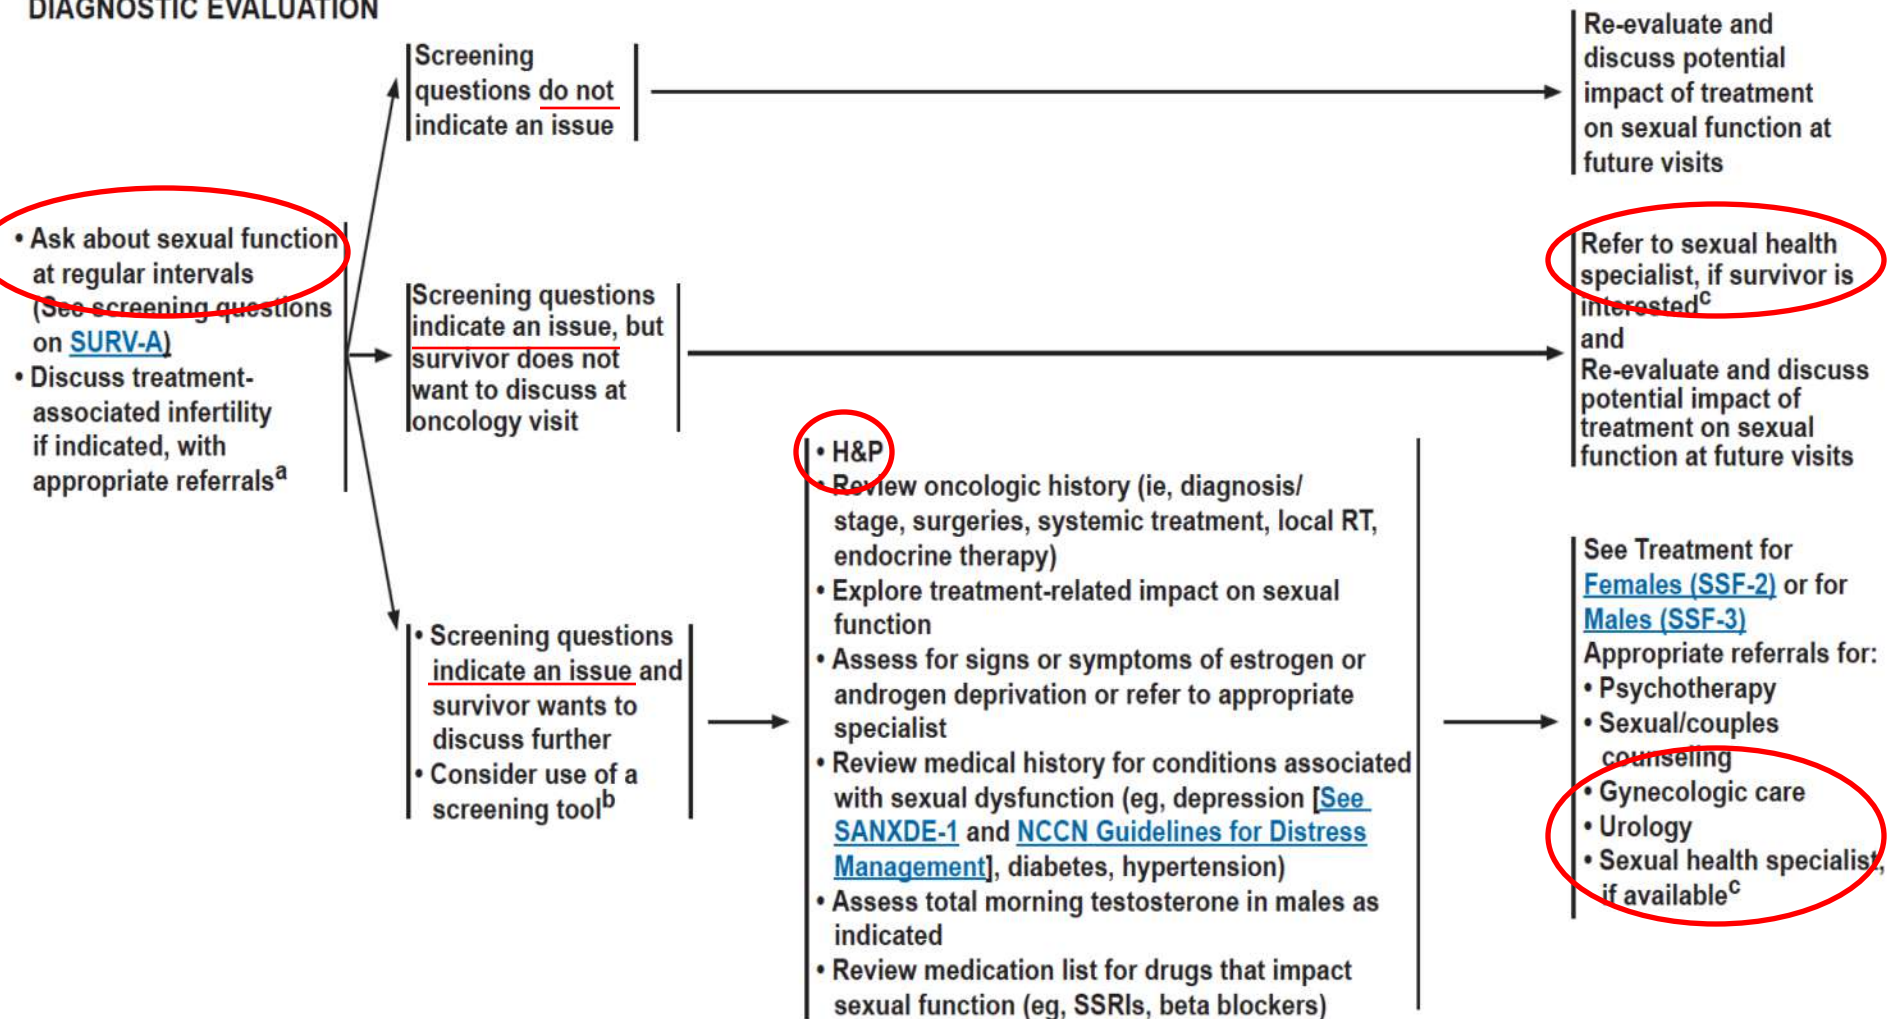 DIAGNOSTIC EVALUATION
• Ask about sexual function
at regular intervals
(See screening questions
on SURV-A)
• Discuss treatment-
associated infertility
if indicated, with
appropriate referralsa
Screening
questions do not
indicate an issue
Re-evaluate and
discuss potential
impact of treatment
on sexual function at
future visits
Screening questions
indicate an issue, but
survivor does not
want to discuss at
oncology visit
Refer to sexual health
specialist, if survivor is
interestedc
and
Re-evaluate and discuss
potential impact of
treatment on sexual
function at future visits
• Screening questions
indicate an issue and
survivor wants to
discuss further
• Consider use of a
screening toolb
• H&P
• Review oncologic history (ie, diagnosis/
stage, surgeries, systemic treatment, local RT,
endocrine therapy)
• Explore treatment-related impact on sexual
function
• Assess for signs or symptoms of estrogen or
androgen deprivation or refer to appropriate
specialist
• Review medical history for conditions associated
with sexual dysfunction (eg, depression [See
SANXDE-1 and NCCN Guidelines for Distress
Management], diabetes, hypertension)
• Assess total morning testosterone in males as
indicated
• Review medication list for drugs that impact
sexual function (eg, SSRIs, beta blockers)
See Treatment for
Females (SSF-2) or for
Males (SSF-3)
Appropriate referrals for:
• Psychotherapy
• Sexual/couples
counseling
• Gynecologic care
• Urology
• Sexual health specialist,
if availablec